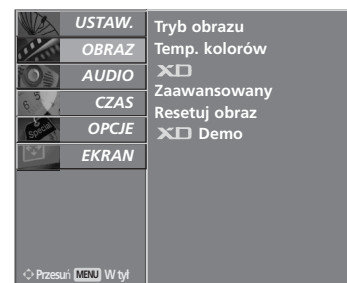 USTAW.
OBRAZ
AUDIO
CZAS
OPCJE
EKRAN
Przesuń MENU W tył
Tryb obrazu
Temp. kolorów
XD
Zaawansowany
Resetuj obraz
XD Demo